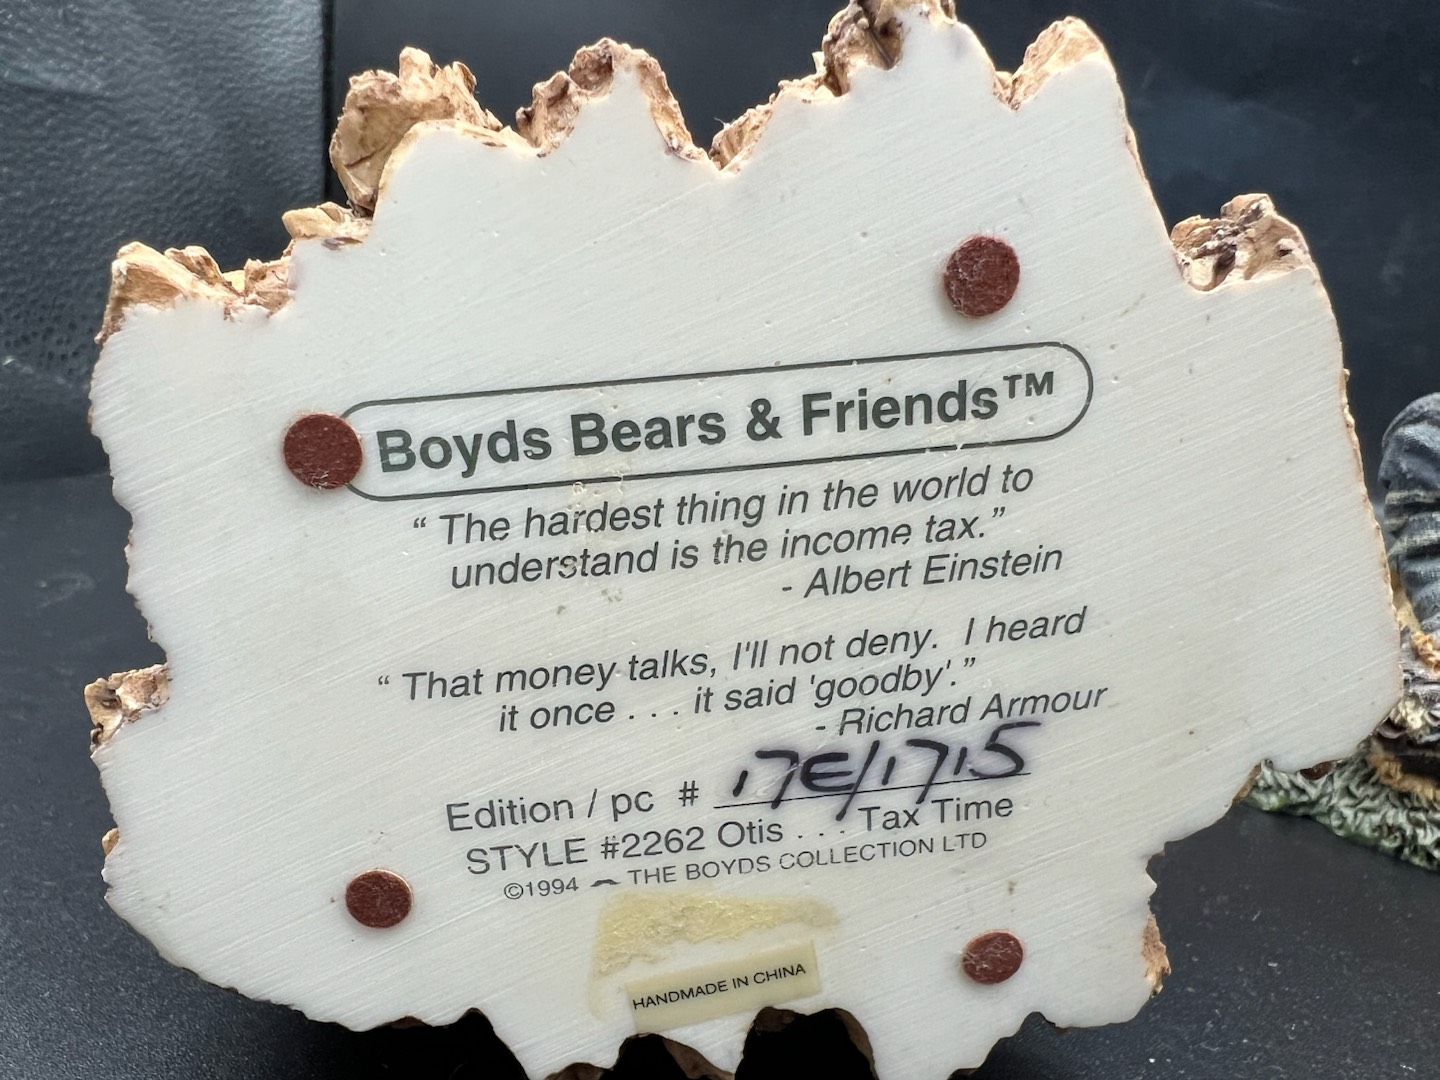 Boyds Bears & Friends™
“ The hardest thing in the world to
understand is the income tax.”
- Albert Einstein
“ That money talks, I'll not deny. I heard
it once . . . it said 'goodby'.”
- Richard Armour
Edition / pc # 17E/1715
STYLE #2262 Otis . . . Tax Time
©1994 THE BOYDS COLLECTION LTD
HANDMADE IN CHINA